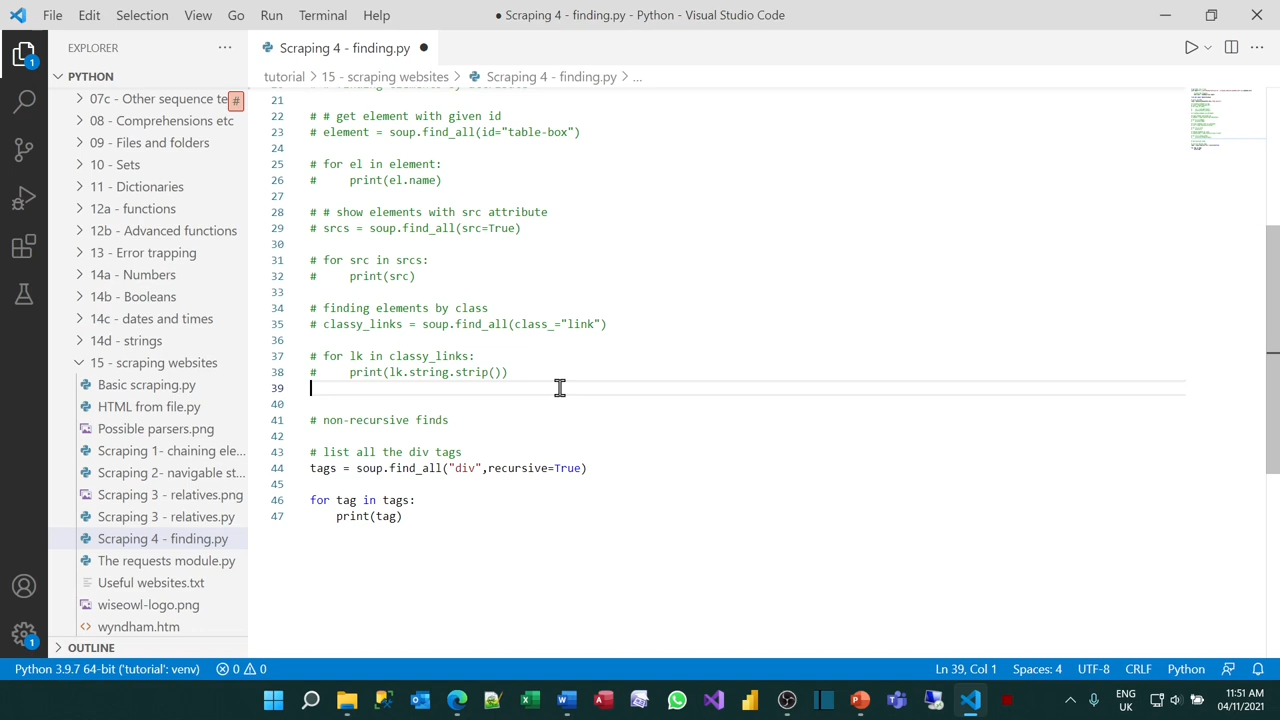 File Edit Selection View Go Run Terminal Help
● Scraping 4 - finding.py - Python - Visual Studio Code
EXPLORER
PYTHON
07c - Other sequence te
#
08 - Comprehensions etc
09 - Files and folders
10 - Sets
11 - Dictionaries
12a - functions
12b - Advanced functions
13 - Error trapping
14a - Numbers
14b - Booleans
14c - dates and times
14d - strings
15 - scraping websites
Basic scraping.py
HTML from file.py
Possible parsers.png
Scraping 1- chaining ele...
Scraping 2- navigable st...
Scraping 3 - relatives.png
Scraping 3 - relatives.py
Scraping 4 - finding.py
The requests module.py
Useful websites.txt
wiseowl-logo.png
wyndham.htm
OUTLINE
1
1
Scraping 4 - finding.py ●
tutorial > 15 - scraping websites > Scraping 4 - finding.py > ...
21
22 # # get element with given id
23 # element = soup.find_all(id="table-box")
24
25 # for el in element:
26 #     print(el.name)
27
28 # # show elements with src attribute
29 # srcs = soup.find_all(src=True)
30
31 # for src in srcs:
32 #     print(src)
33
34 # finding elements by class
35 # classy_links = soup.find_all(class_="link")
36
37 # for lk in classy_links:
38 #     print(lk.string.strip())
39
40
41 # non-recursive finds
42
43 # list all the div tags
44 tags = soup.find_all("div",recursive=True)
45
46 for tag in tags:
47     print(tag)
Python 3.9.7 64-bit ('tutorial': venv) 0 0
Ln 39, Col 1 Spaces: 4 UTF-8 CRLF Python
ENG
UK
11:51 AM
04/11/2021